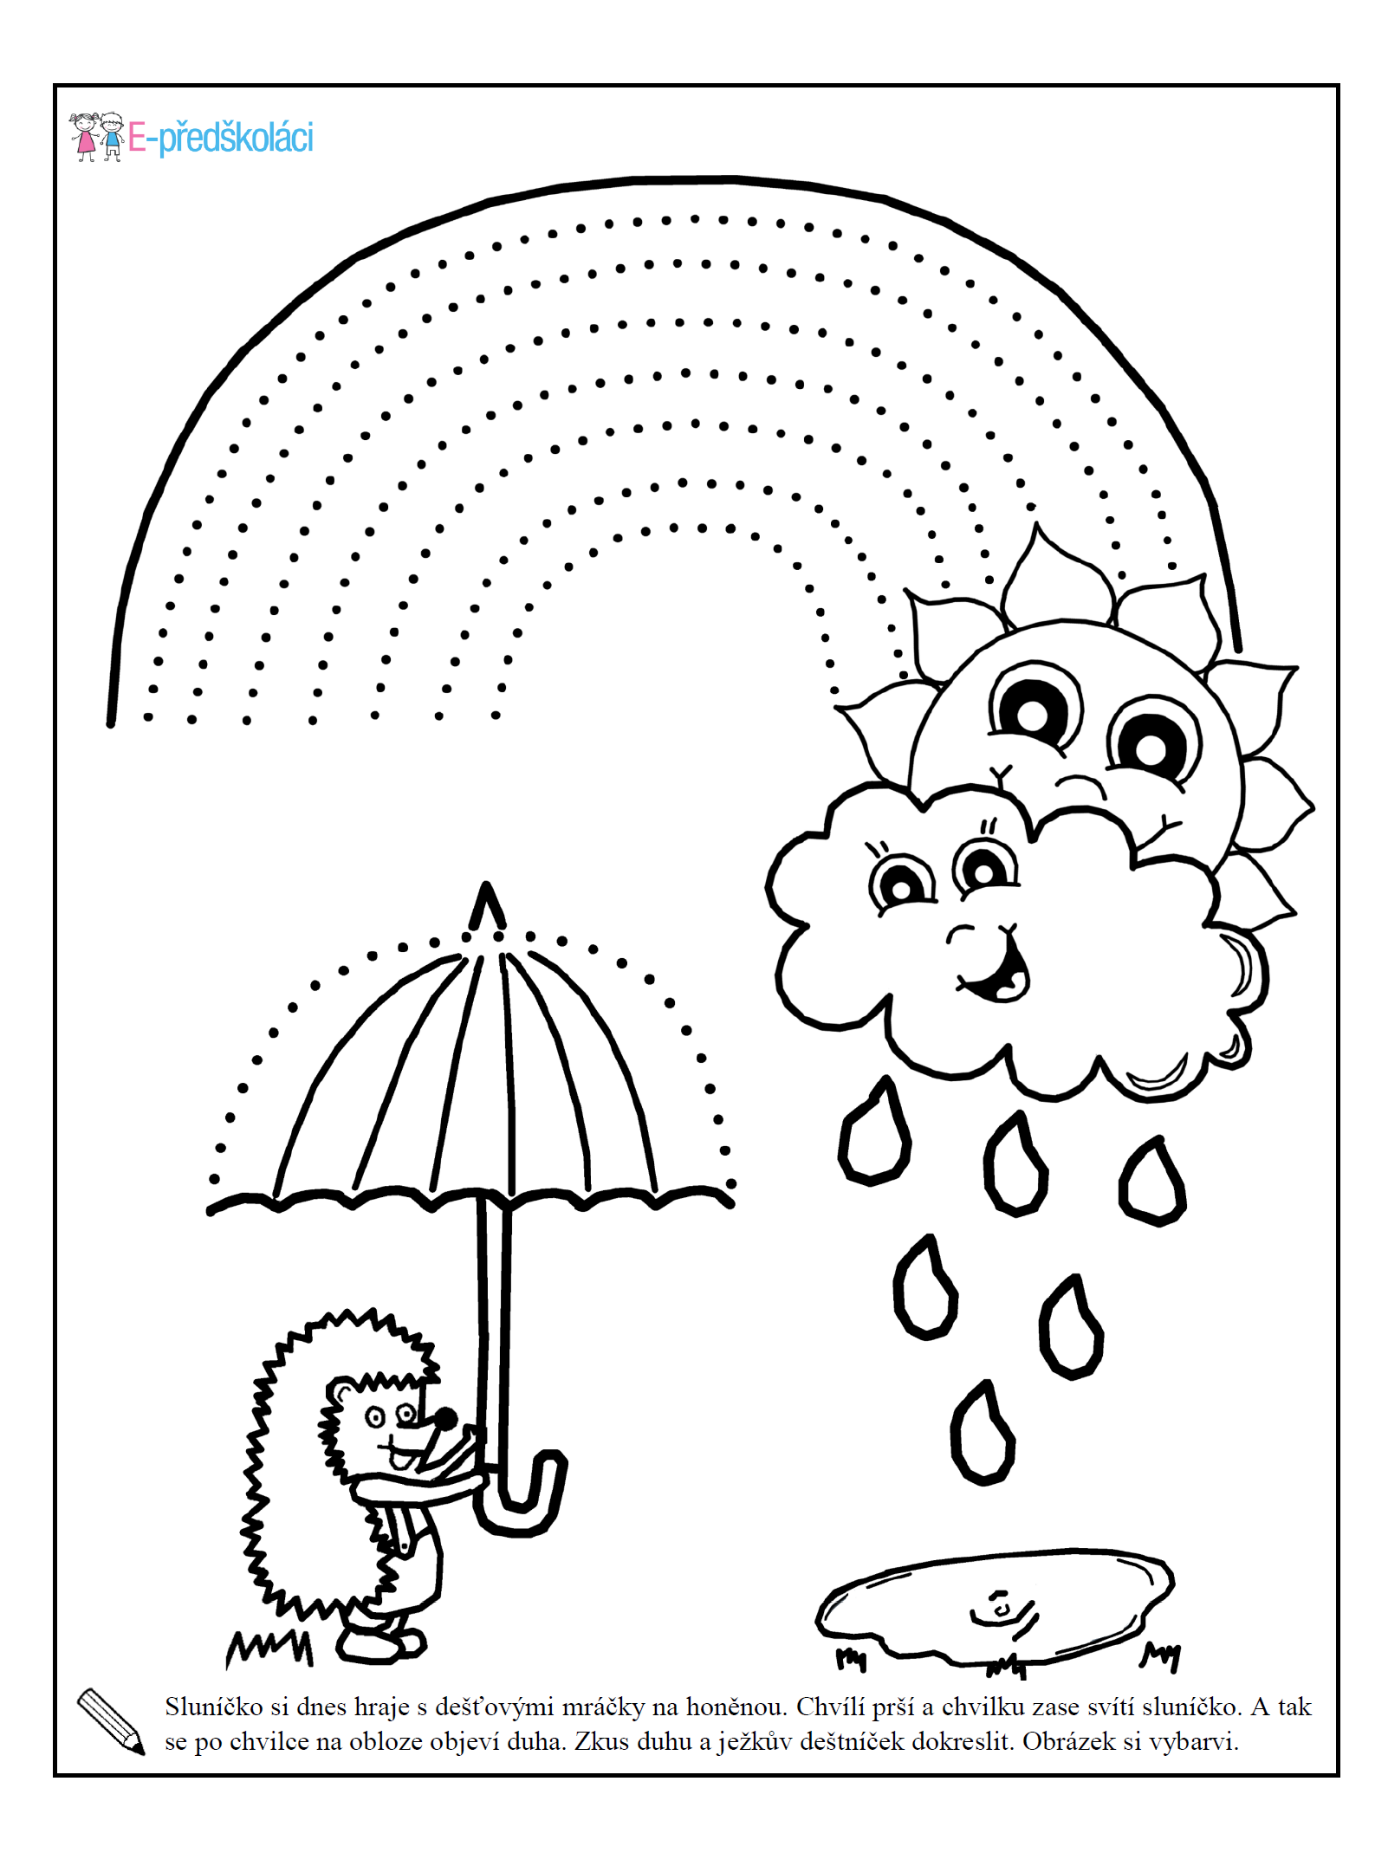 E-předškoláci
Sluníčko si dnes hraje s dešťovými mráčky na honěnou. Chvílí prší a chvilku zase svítí sluníčko. A tak
se po chvilce na obloze objeví duha. Zkus duhu a ježkův deštníček dokreslit. Obrázek si vybarvi.